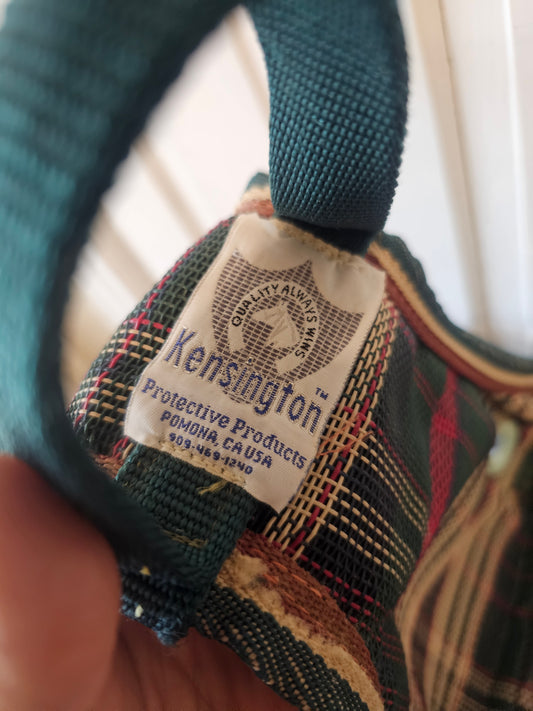 QUALITY ALWAYS WINS
Kensington™
Protective Products
POMONA, CA USA
909-469-1240